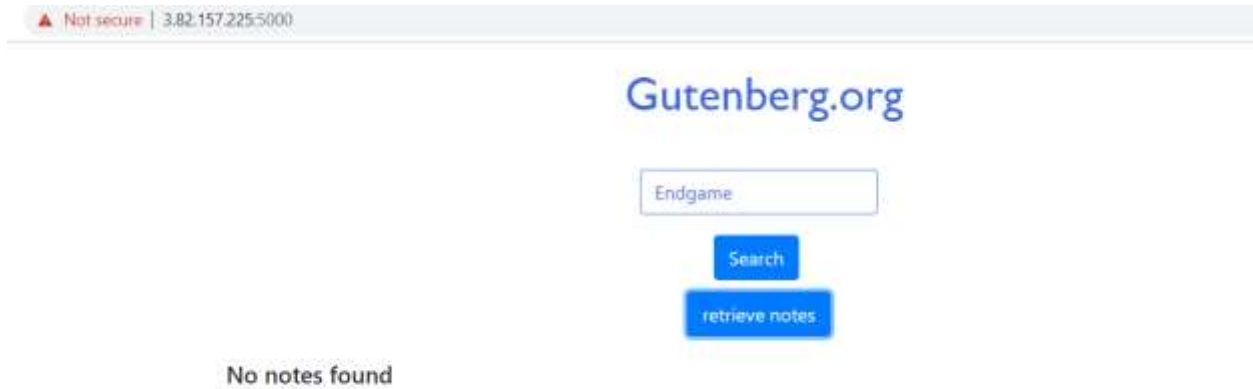 Not secure | 3.82.157.225:5000
Gutenberg.org
Endgame
Search
retrieve notes
No notes found